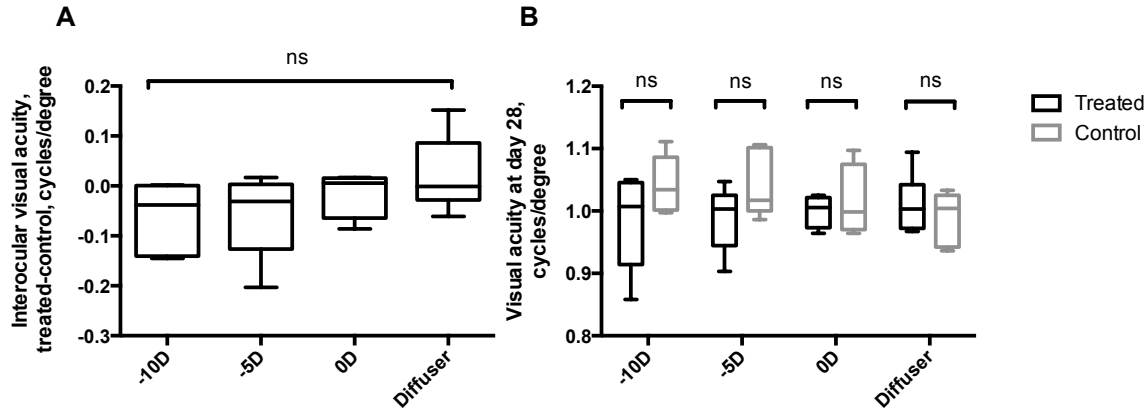 A
Interocular visual acuity,
treated-control, cycles/degree
ns
0.2
0.1
0.0
-0.1
-0.2
-0.3
-10D
-5D
0D
Diffuser
B
Visual acuity at day 28,
cycles/degree
ns
ns
ns
ns
1.2
1.1
1.0
0.9
0.8
-10D
-5D
0D
Diffuser
Treated
Control